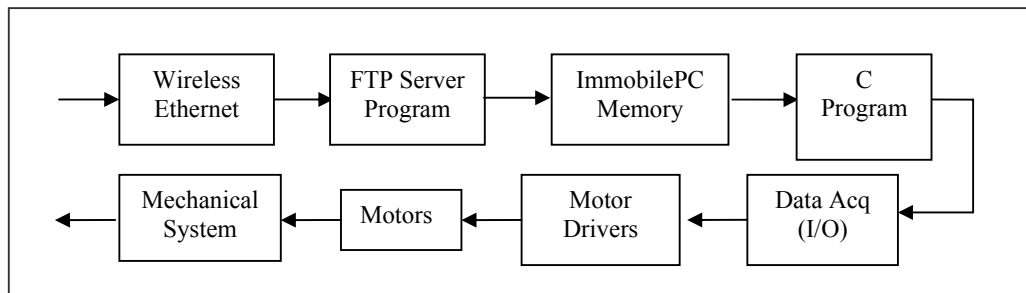 Wireless
Ethernet
FTP Server
Program
ImmobilePC
Memory
C
Program
Mechanical
System
Motors
Motor
Drivers
Data Acq
(I/O)